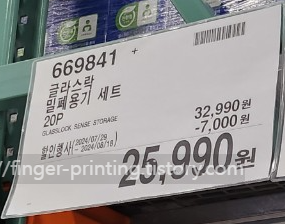 669841 +
글라스락
밀폐용기 세트
20P
GLASSLOCK SENSE STORAGE
32,990원
-7,000원
할인행사 (2024/07/29 - 2024/08/18)
25,990원
/finger-printing.tistory.com